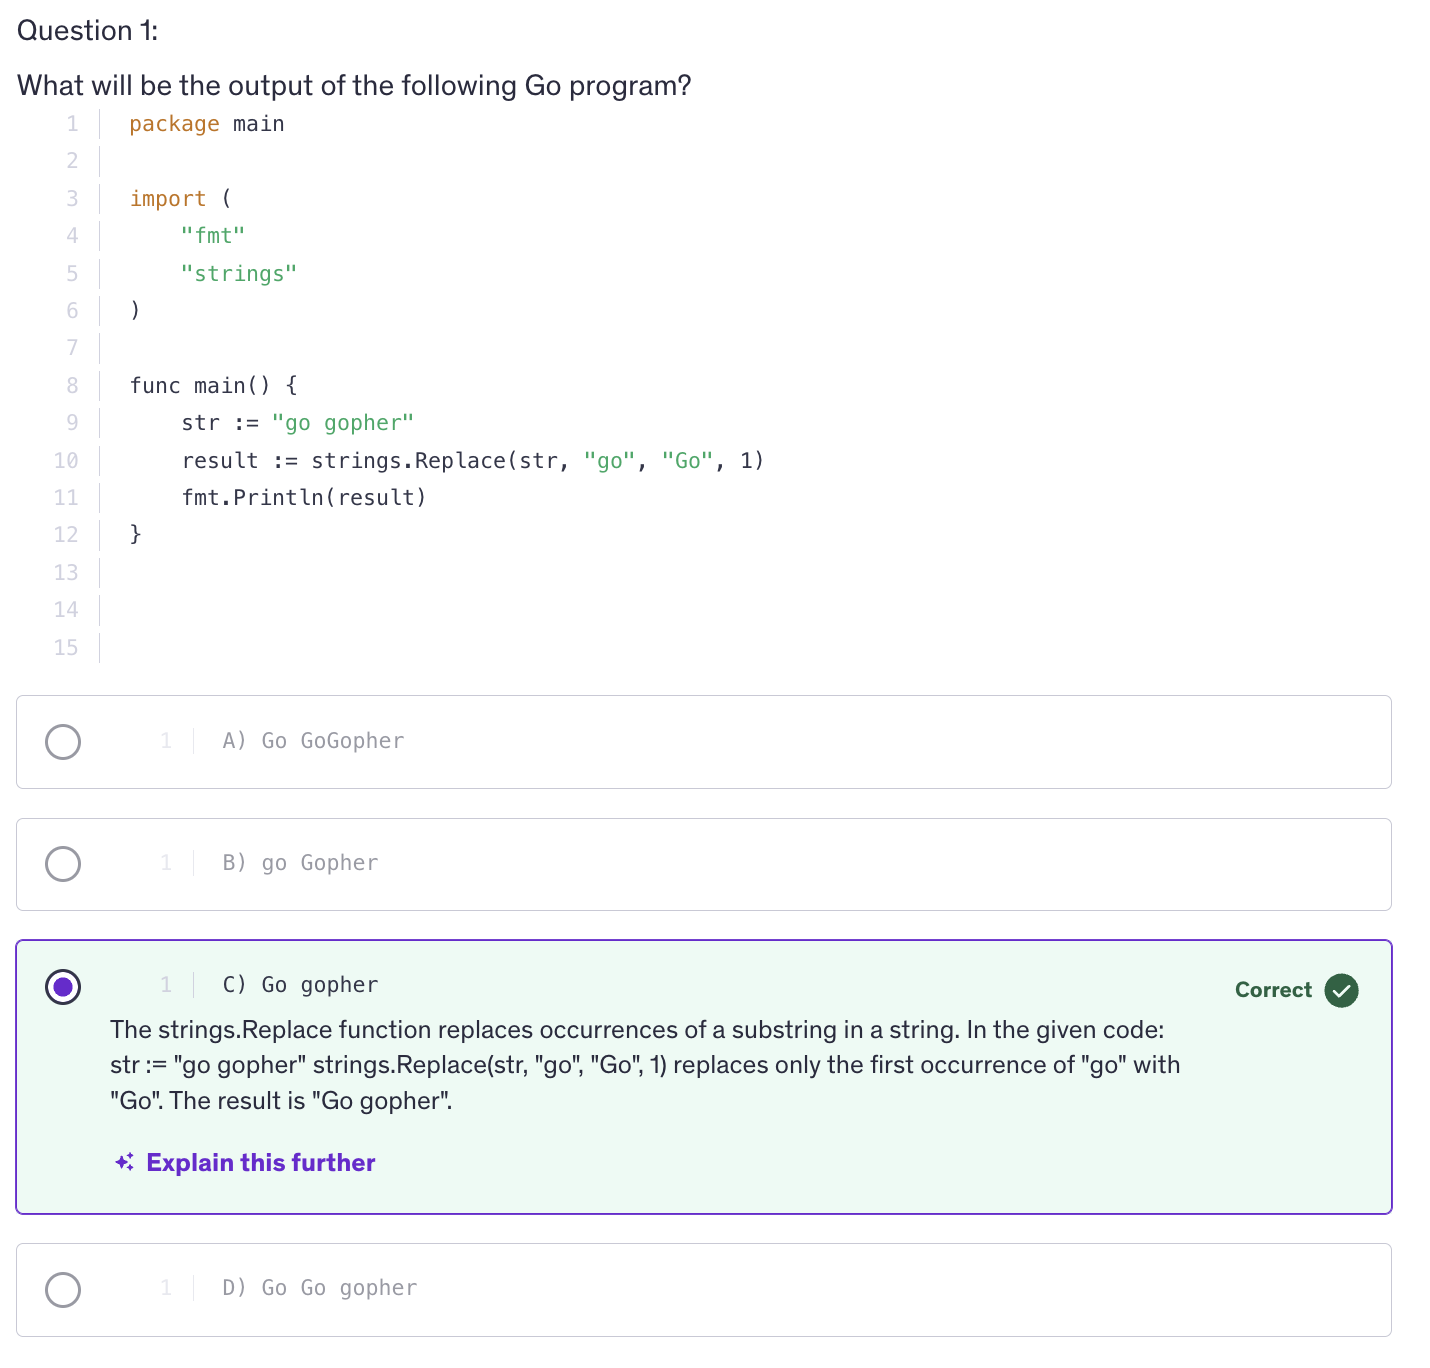 Question 1:
What will be the output of the following Go program?
1 package main
2
3 import (
4     "fmt"
5     "strings"
6 )
7
8 func main() {
9     str := "go gopher"
10     result := strings.Replace(str, "go", "Go", 1)
11     fmt.Println(result)
12 }
13
14
15
1 A) Go GoGopher
1 B) go Gopher
1 C) Go gopher
Correct
The strings.Replace function replaces occurrences of a substring in a string. In the given code:
str := "go gopher" strings.Replace(str, "go", "Go", 1) replaces only the first occurrence of "go" with
"Go". The result is "Go gopher".
Explain this further
1 D) Go Go gopher